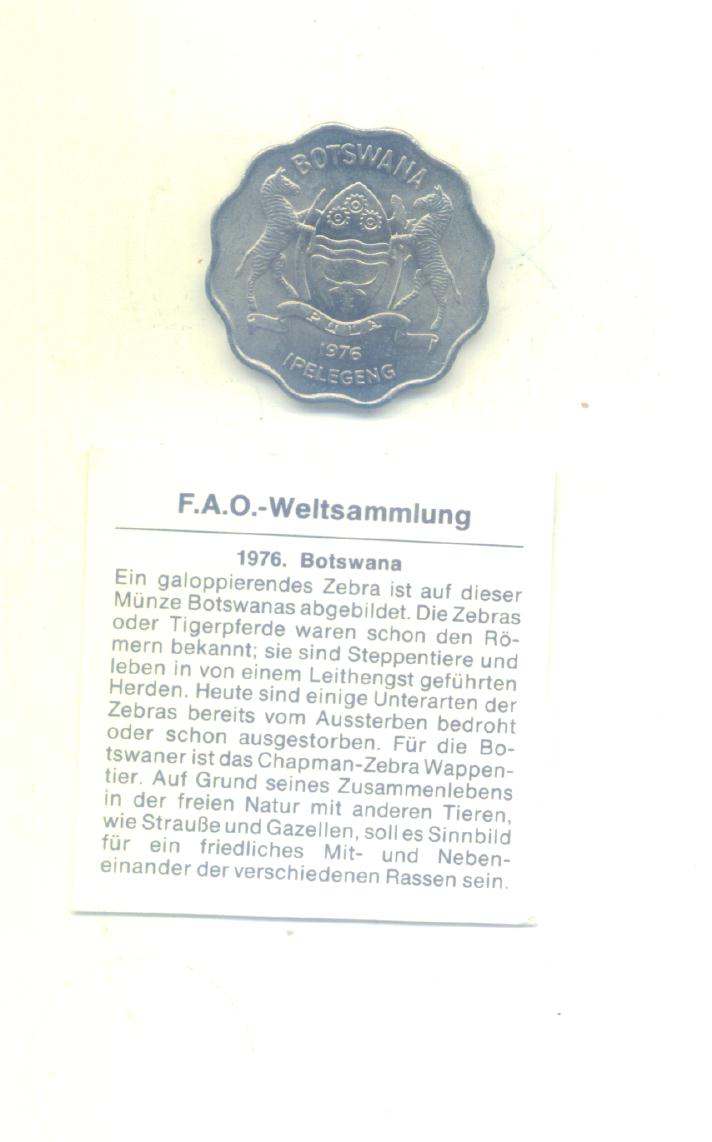 BOTSWANA
PULA
1976
IPELEGENG
F.A.O.-Weltsammlung
1976. Botswana
Ein galoppierendes Zebra ist auf dieser
Münze Botswanas abgebildet. Die Zebras
oder Tigerpferde waren schon den Rö-
mern bekannt; sie sind Steppentiere und
leben in von einem Leithengst geführten
Herden. Heute sind einige Unterarten der
Zebras bereits vom Aussterben bedroht
oder schon ausgestorben. Für die Bo-
tswaner ist das Chapman-Zebra Wappen-
tier. Auf Grund seines Zusammenlebens
in der freien Natur mit anderen Tieren,
wie Strauße und Gazellen, soll es Sinnbild
für ein friedliches Mit- und Neben-
einander der verschiedenen Rassen sein.